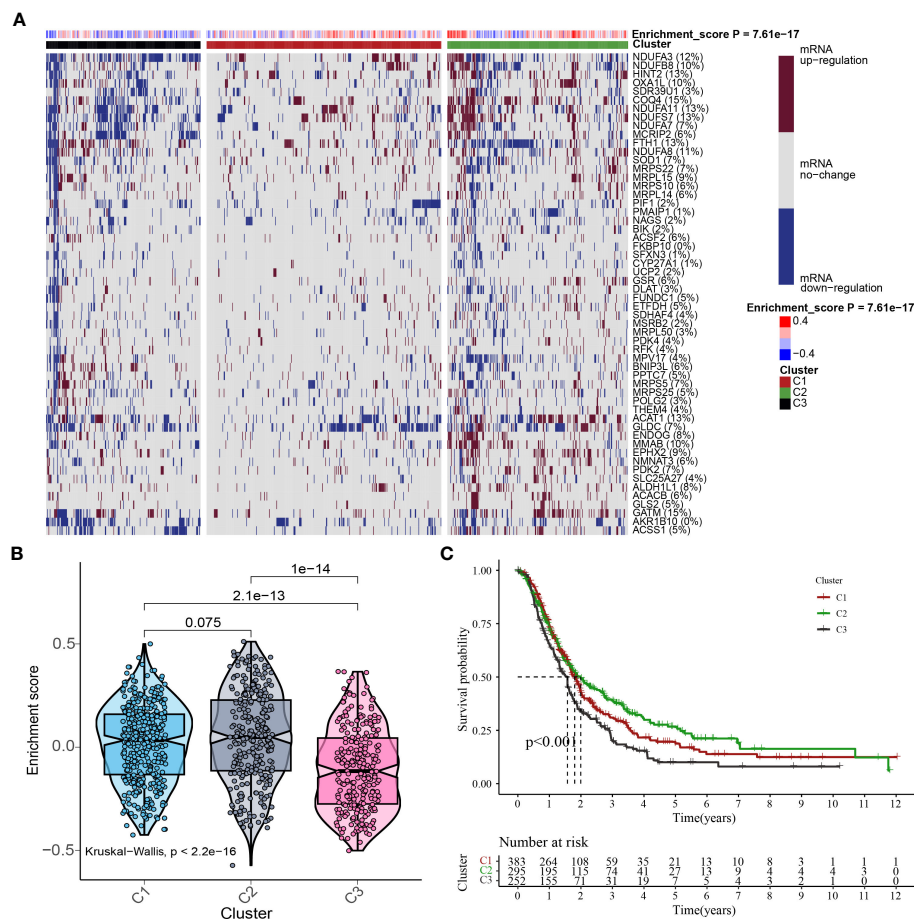 A
Enrichment_score P = 7.61e−17
Cluster
NDUFA3 (12%)
NDUFB8 (10%)
HINT2 (13%)
OXA1L (10%)
SDR39U1 (3%)
COQ4 (15%)
NDUFA11 (13%)
NDUFS7 (13%)
NDUFA7 (7%)
MCRIP2 (6%)
FTH1 (13%)
NDUFA8 (11%)
SOD1 (7%)
MRPS22 (7%)
MRPL15 (9%)
MRPS10 (6%)
MRPL14 (6%)
PIF1 (2%)
PMAIP1 (1%)
NAGS (2%)
BIK (2%)
ACSF2 (6%)
FKBP10 (0%)
SFXN3 (1%)
CYP27A1 (1%)
UCP2 (2%)
GSR (6%)
DLAT (3%)
FUNDC1 (5%)
ETFDH (5%)
SDHAF4 (4%)
MSRB2 (2%)
MRPL50 (3%)
PDK4 (4%)
RFK (4%)
MPV17 (4%)
BNIP3L (6%)
PPTC7 (5%)
MRPS5 (7%)
MRPS25 (5%)
POLG2 (3%)
THEM4 (4%)
ACAT1 (13%)
GLDC (7%)
ENDOG (8%)
MMAB (10%)
EPHX2 (9%)
NMNAT3 (6%)
PDK2 (7%)
SLC25A27 (4%)
ALDH1L1 (8%)
ACACB (6%)
GLS2 (5%)
GATM (15%)
AKR1B10 (0%)
ACSS1 (5%)
mRNA
up−regulation
mRNA
no−change
mRNA
down−regulation
Enrichment_score P = 7.61e−17
0.4
−0.4
Cluster
C1
C2
C3
B
1e−14
2.1e−13
0.075
Enrichment score
0.5
0.0
−0.5
Kruskal−Wallis, p < 2.2e−16
C1 C2 C3
Cluster
C
Survival probability
1.00
0.75
0.50
0.25
0.00
p<0.001
Cluster
C1
C2
C3
0 1 2 3 4 5 6 7 8 9 10 11 12
Time(years)
Number at risk
Cluster
C1 383 264 108 59 35 21 13 10 8 3 1 1 1
C2 295 195 115 74 41 27 13 9 4 4 4 3 0
C3 252 155 71 31 19 7 5 4 5 2 1 0 0
0 1 2 3 4 5 6 7 8 9 10 11 12
Time(years)